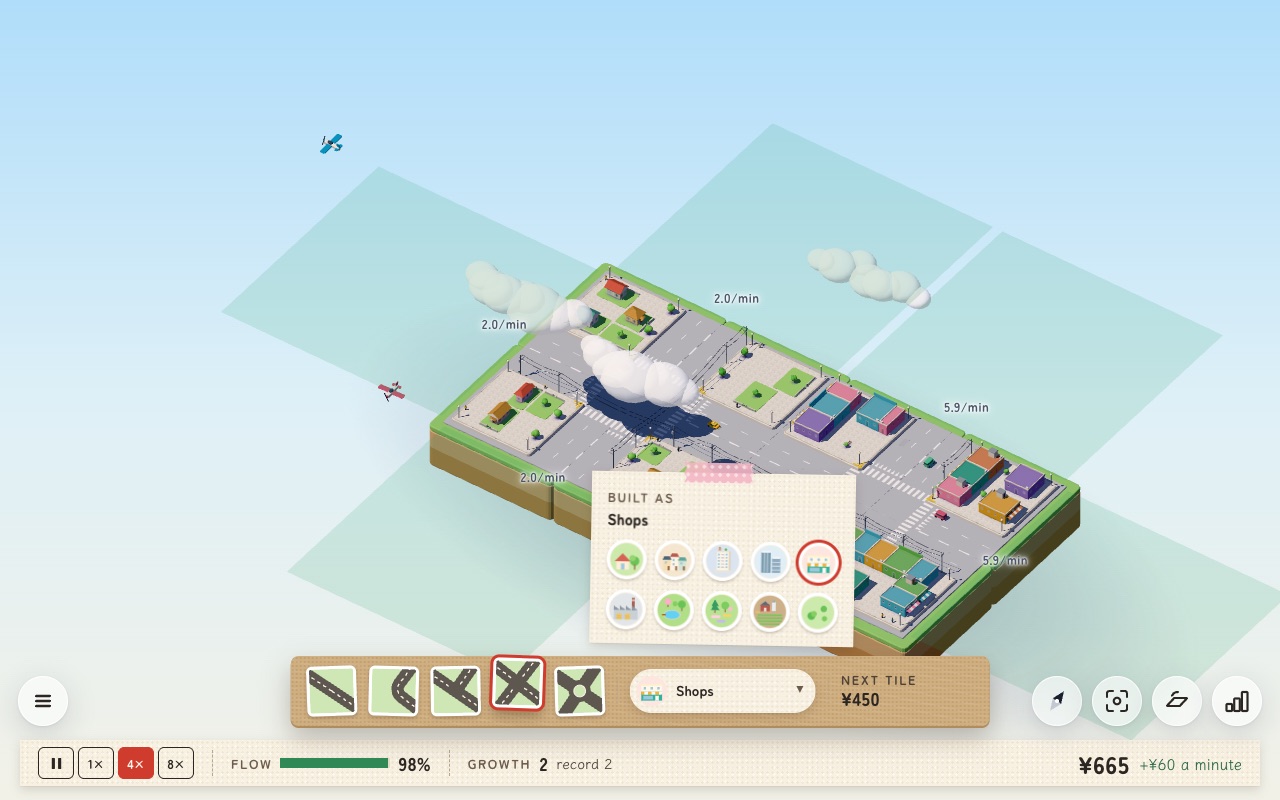 2.0/min
2.0/min
5.9/min
2.0/min
5.9/min
BUILT AS
Shops
Shops
NEXT TILE
¥450
1×
4×
8×
FLOW
98%
GROWTH 2 record 2
¥665 +¥60 a minute